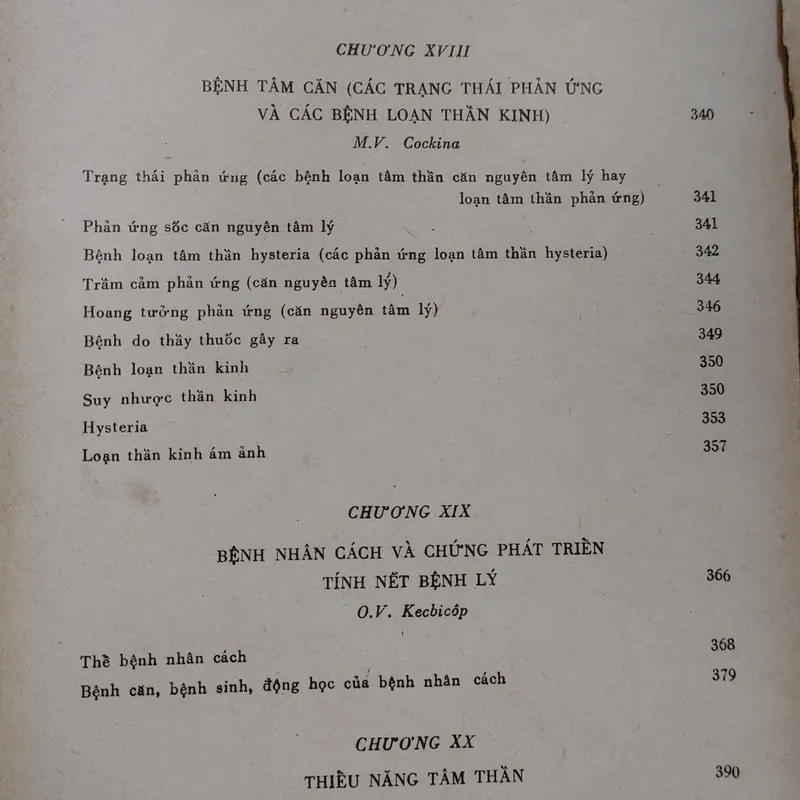 CHƯƠNG XVIII
BỆNH TÂM CĂN (CÁC TRẠNG THÁI PHẢN ỨNG
VÀ CÁC BỆNH LOẠN THẦN KINH) 340
M.V. Cockina
Trạng thái phản ứng (các bệnh loạn tâm thần căn nguyên tâm lý hay
loạn tâm thần phản ứng) 341
Phản ứng sốc căn nguyên tâm lý 341
Bệnh loạn tâm thần hysteria (các phản ứng loạn tâm thần hysteria) 342
Trầm cảm phản ứng (căn nguyên tâm lý) 344
Hoang tưởng phản ứng (căn nguyên tâm lý) 346
Bệnh do thầy thuốc gây ra 349
Bệnh loạn thần kinh 350
Suy nhược thần kinh 350
Hysteria 353
Loạn thần kinh ám ảnh 357
CHƯƠNG XIX
BỆNH NHÂN CÁCH VÀ CHỨNG PHÁT TRIỂN
TÍNH NẾT BỆNH LÝ 366
O.V. Kecbicôp
Thể bệnh nhân cách 368
Bệnh căn, bệnh sinh, động học của bệnh nhân cách 379
CHƯƠNG XX
THIỂU NĂNG TÂM THẦN 390